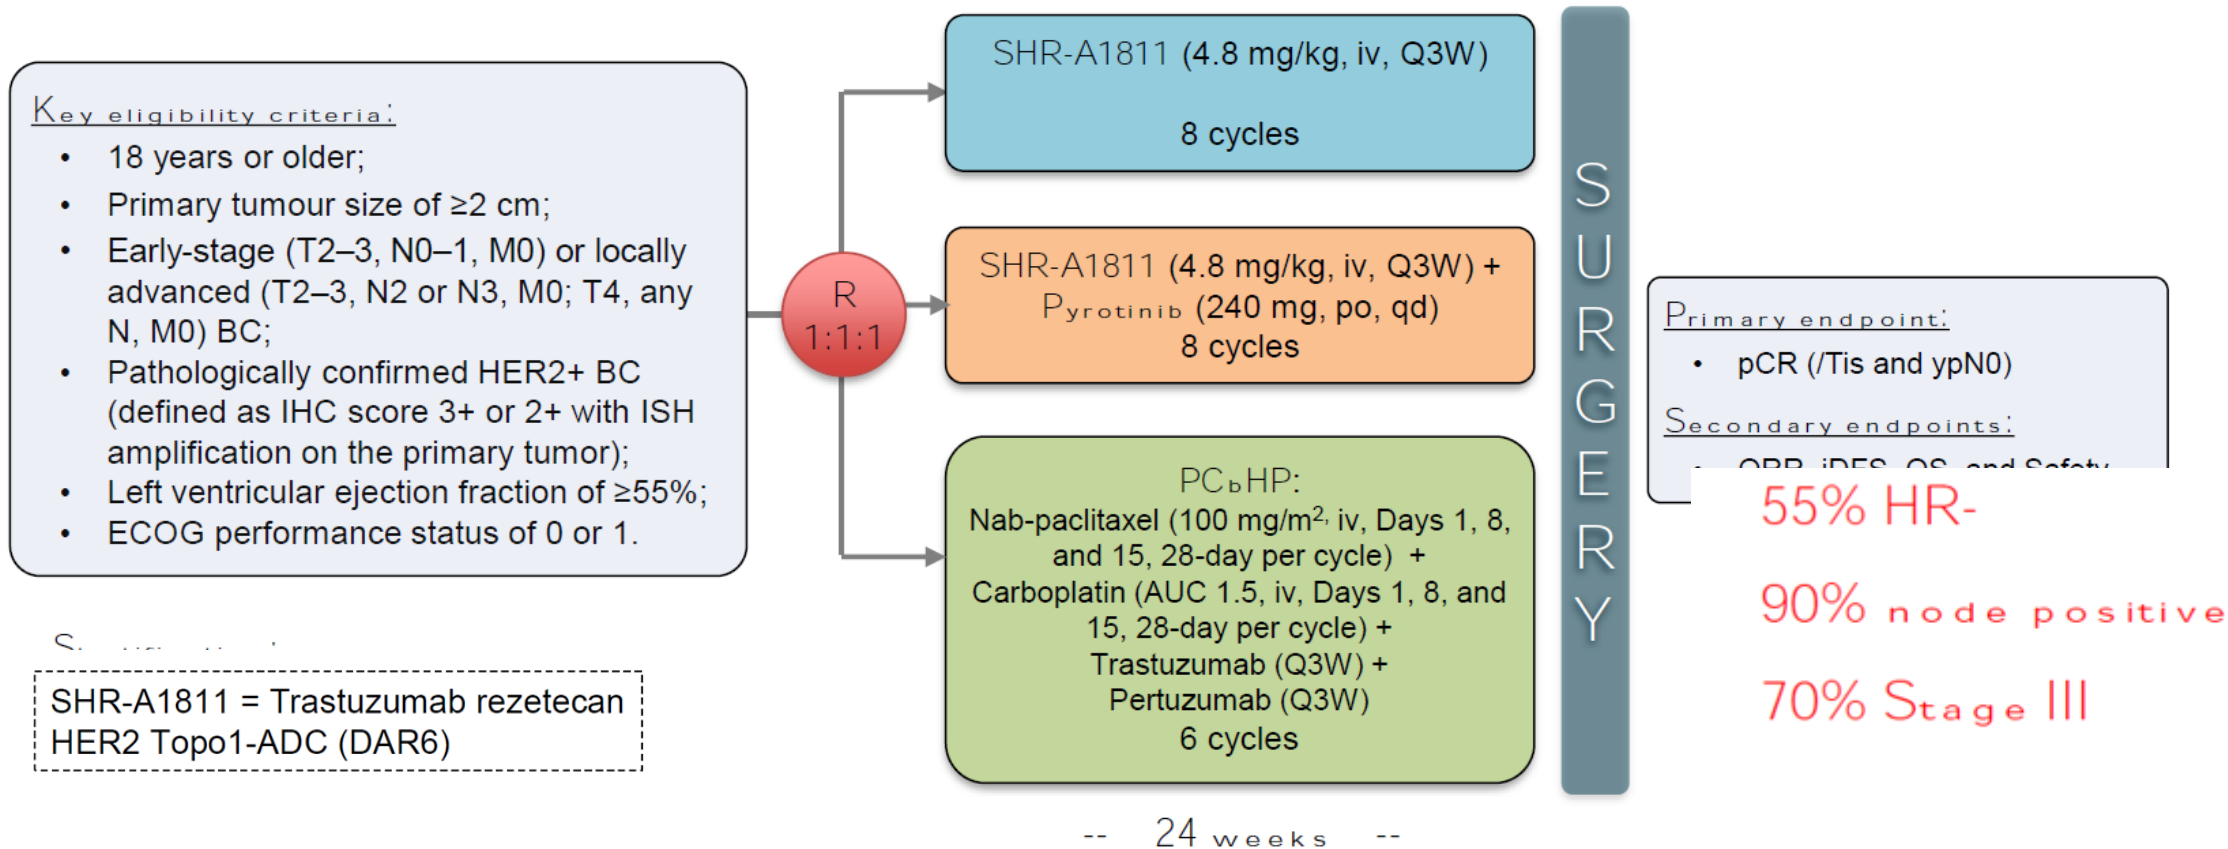 Key eligibility criteria:
• 18 years or older;
• Primary tumour size of ≥2 cm;
• Early-stage (T2–3, N0–1, M0) or locally
advanced (T2–3, N2 or N3, M0; T4, any
N, M0) BC;
• Pathologically confirmed HER2+ BC
(defined as IHC score 3+ or 2+ with ISH
amplification on the primary tumor);
• Left ventricular ejection fraction of ≥55%;
• ECOG performance status of 0 or 1.
SHR-A1811 = Trastuzumab rezetecan
HER2 Topo1-ADC (DAR6)
R
1:1:1
SHR-A1811 (4.8 mg/kg, iv, Q3W)
8 cycles
SHR-A1811 (4.8 mg/kg, iv, Q3W) +
Pyrotinib (240 mg, po, qd)
8 cycles
PCbHP:
Nab-paclitaxel (100 mg/m², iv, Days 1, 8,
and 15, 28-day per cycle) +
Carboplatin (AUC 1.5, iv, Days 1, 8, and
15, 28-day per cycle) +
Trastuzumab (Q3W) +
Pertuzumab (Q3W)
6 cycles
-- 24 weeks --
SURGERY
Primary endpoint:
• pCR (/Tis and ypN0)
Secondary endpoints:
• ORR, iDFS, OS, and Safety
55% HR-
90% node positive
70% Stage III